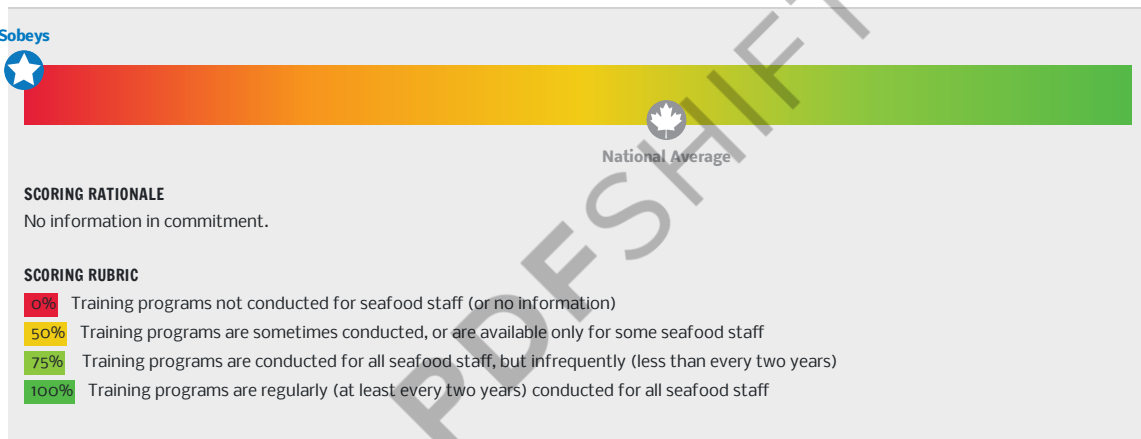 Sobeys
National Average
SCORING RATIONALE
No information in commitment.
SCORING RUBRIC
0% Training programs not conducted for seafood staff (or no information)
50% Training programs are sometimes conducted, or are available only for some seafood staff
75% Training programs are conducted for all seafood staff, but infrequently (less than every two years)
100% Training programs are regularly (at least every two years) conducted for all seafood staff
PDFSHIFT